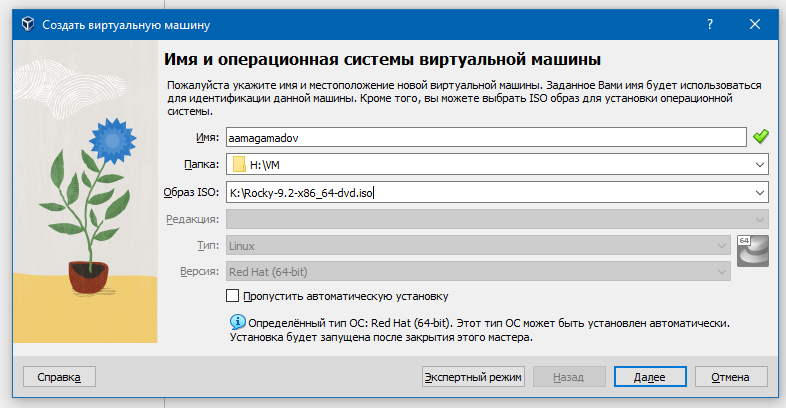 Создать виртуальную машину
Имя и операционная системы виртуальной машины
Пожалуйста укажите имя и местоположение новой виртуальной машины. Заданное Вами имя будет использоваться
для идентификации данной машины. Кроме того, вы можете выбрать ISO образ для установки операционной
системы.
Имя: aamagamadov
Папка: H:\VM
Образ ISO: K:\Rocky-9.2-x86_64-dvd.iso
Редакция:
Тип: Linux
64
Версия: Red Hat (64-bit)
Пропустить автоматическую установку
Определённый тип ОС: Red Hat (64-bit). Этот тип ОС может быть установлен автоматически.
Установка будет запущена после закрытия этого мастера.
Справка Экспертный режим Назад Далее Отмена